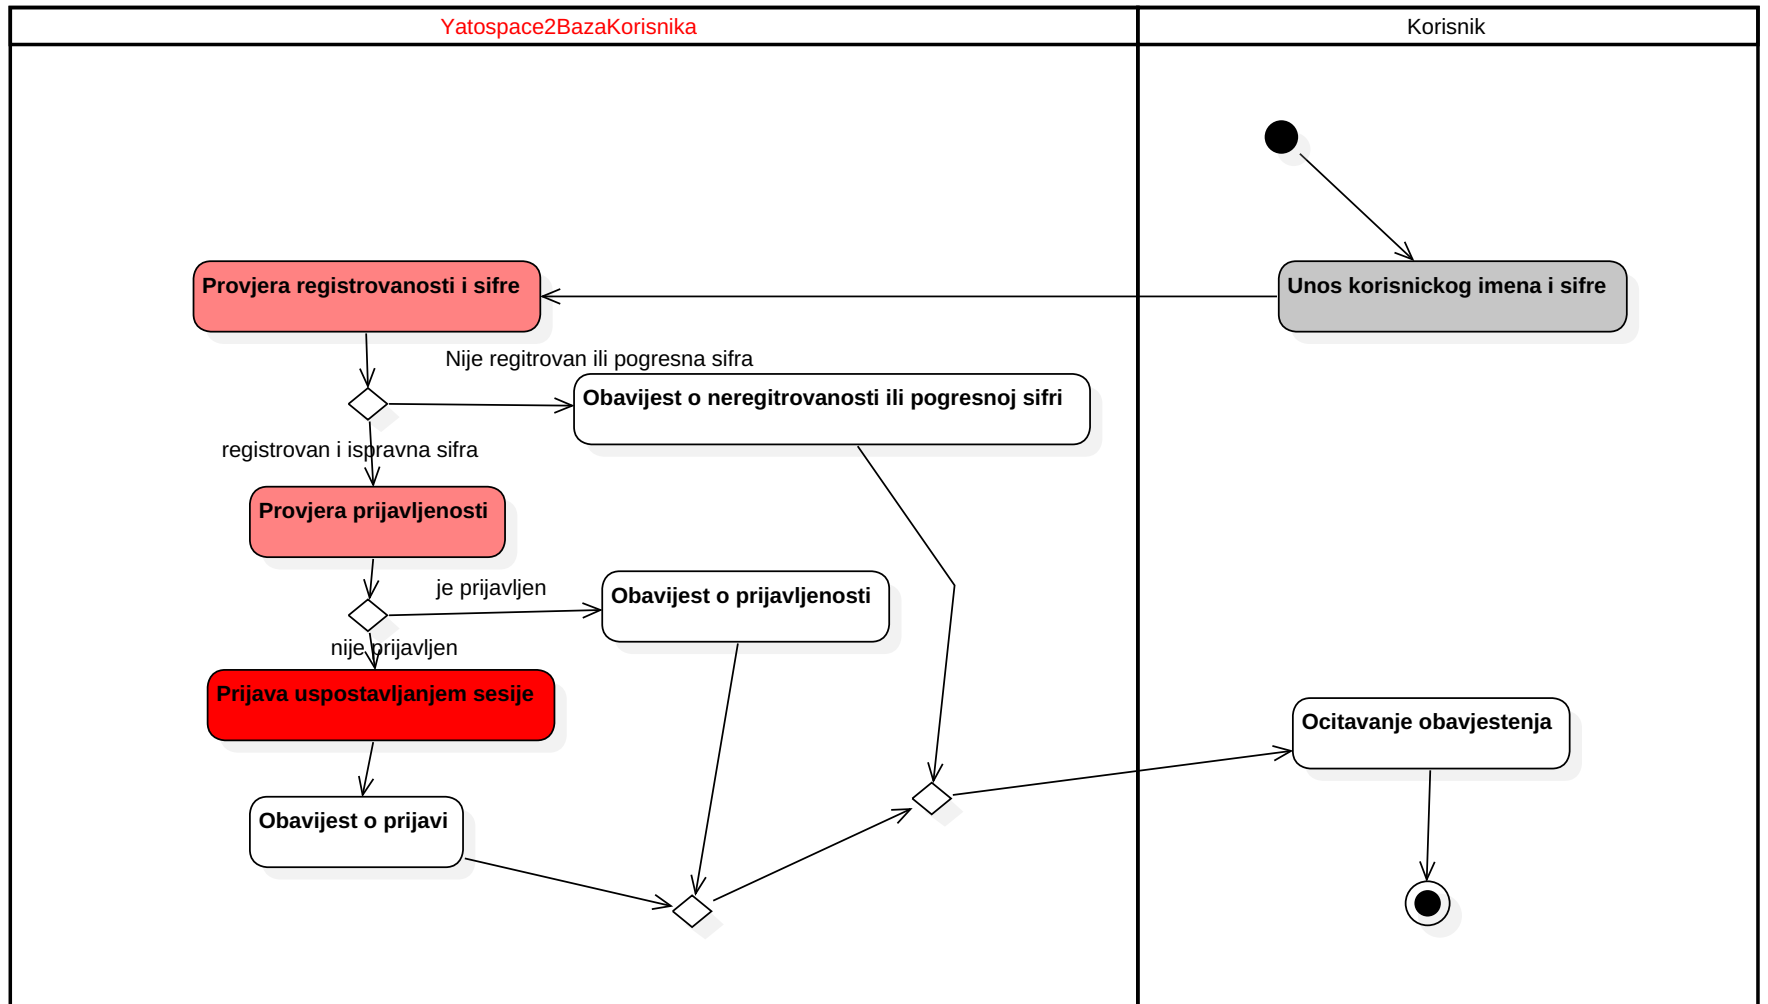 Yatospace2BazaKorisnika
Korisnik
Provjera registrovanosti i sifre
Unos korisnickog imena i sifre
Nije regitrovan ili pogresna sifra
Obavijest o neregitrovanosti ili pogresnoj sifri
registrovan i ispravna sifra
Provjera prijavljenosti
je prijavljen
Obavijest o prijavljenosti
nije prijavljen
Prijava uspostavljanjem sesije
Ocitavanje obavjestenja
Obavijest o prijavi